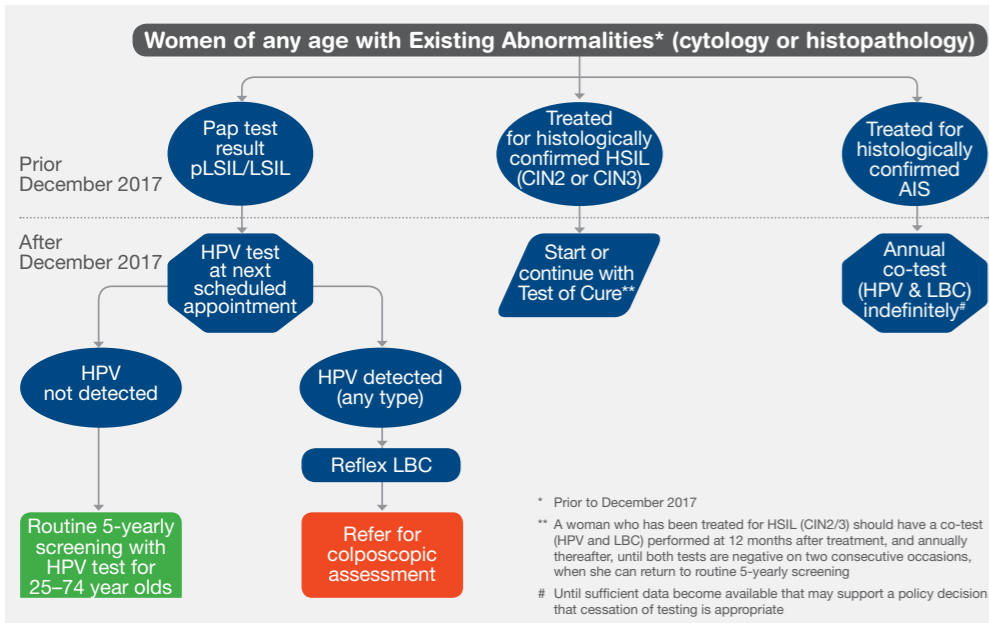 Women of any age with Existing Abnormalities* (cytology or histopathology)
Prior
December 2017
Pap test
result
pLSIL/LSIL
Treated
for histologically
confirmed HSIL
(CIN2 or CIN3)
Treated for
histologically
confirmed
AIS
After
December 2017
HPV test
at next
scheduled
appointment
Start or
continue with
Test of Cure**
Annual
co-test
(HPV & LBC)
indefinitely#
HPV
not detected
HPV detected
(any type)
Reflex LBC
Routine 5-yearly
screening with
HPV test for
25–74 year olds
Refer for
colposcopic
assessment
* Prior to December 2017
** A woman who has been treated for HSIL (CIN2/3) should have a co-test
(HPV and LBC) performed at 12 months after treatment, and annually
thereafter, until both tests are negative on two consecutive occasions,
when she can return to routine 5-yearly screening
# Until sufficient data become available that may support a policy decision
that cessation of testing is appropriate